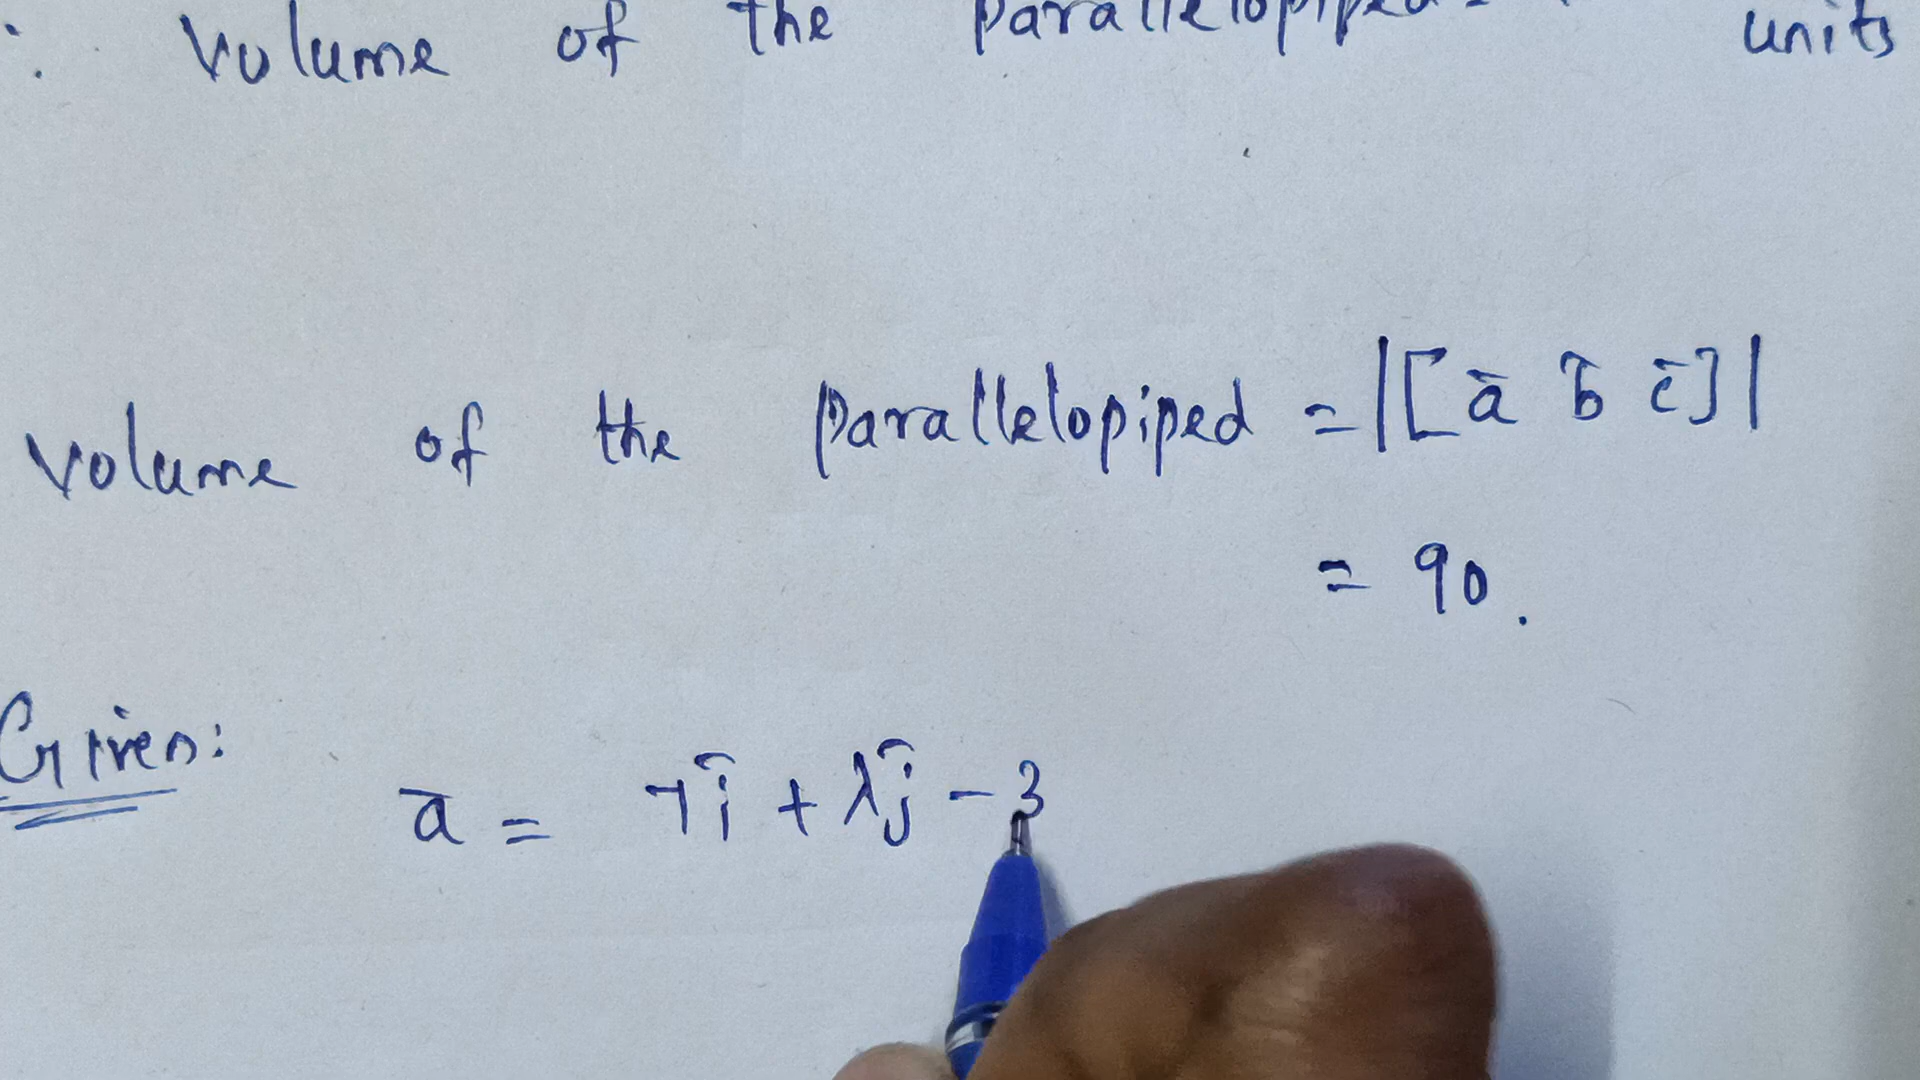 : volume of the parallelopiped units
volume of the parallelopiped = |[a̅ b̅ c̅]|
= 90.
Given:
a̅ = 7î + λĵ - 3